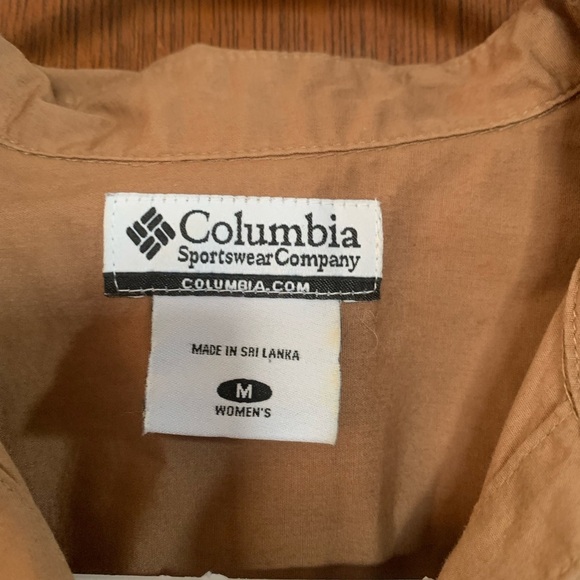 Columbia
Sportswear Company
COLUMBIA.COM
MADE IN SRI LANKA
M
WOMEN'S